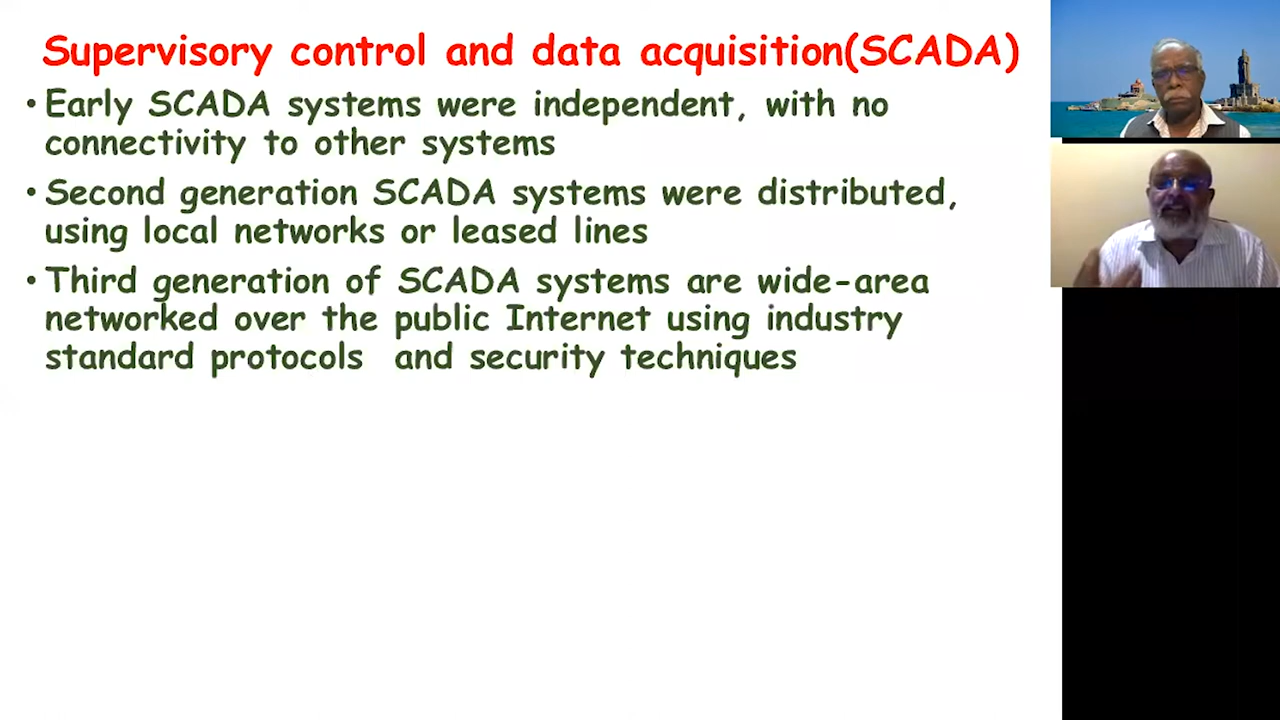 Supervisory control and data acquisition(SCADA)
• Early SCADA systems were independent, with no
connectivity to other systems
• Second generation SCADA systems were distributed,
using local networks or leased lines
• Third generation of SCADA systems are wide-area
networked over the public Internet using industry
standard protocols and security techniques